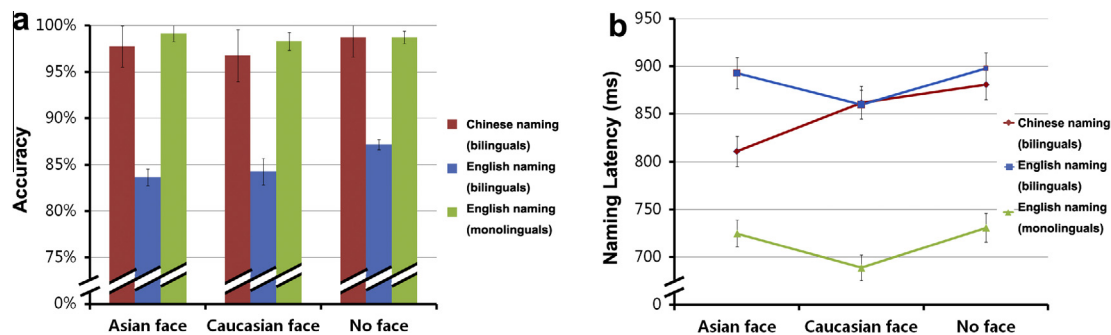 a
100%
95%
90%
85%
80%
75%
0%
Accuracy
Asian face
Caucasian face
No face
Chinese naming
(bilinguals)
English naming
(bilinguals)
English naming
(monolinguals)
b
950
900
850
800
750
700
0
Naming Latency (ms)
Asian face
Caucasian face
No face
Chinese naming
(bilinguals)
English naming
(bilinguals)
English naming
(monolinguals)